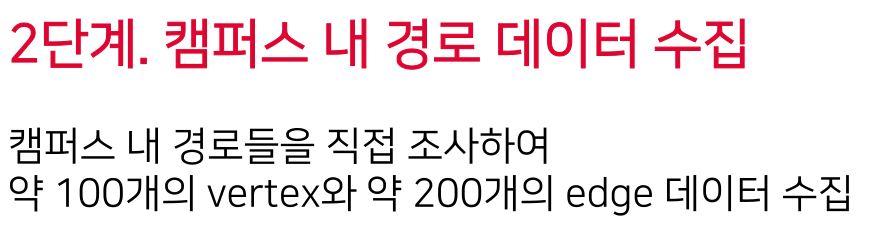 2단계. 캠퍼스 내 경로 데이터 수집
캠퍼스 내 경로들을 직접 조사하여
약 100개의 vertex와 약 200개의 edge 데이터 수집